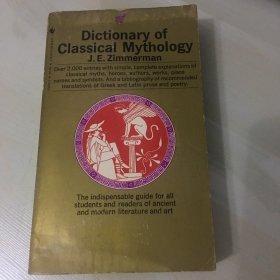 Dictionary of
Classical Mythology
J. E. Zimmerman
Over 2,000 entries with simple, complete explanations of
classical myths, heroes, authors, works, place
names and symbols. And a bibliography of recommended
translations of Greek and Latin prose and poetry.
The indispensable guide for all
students and readers of ancient
and modern literature and art